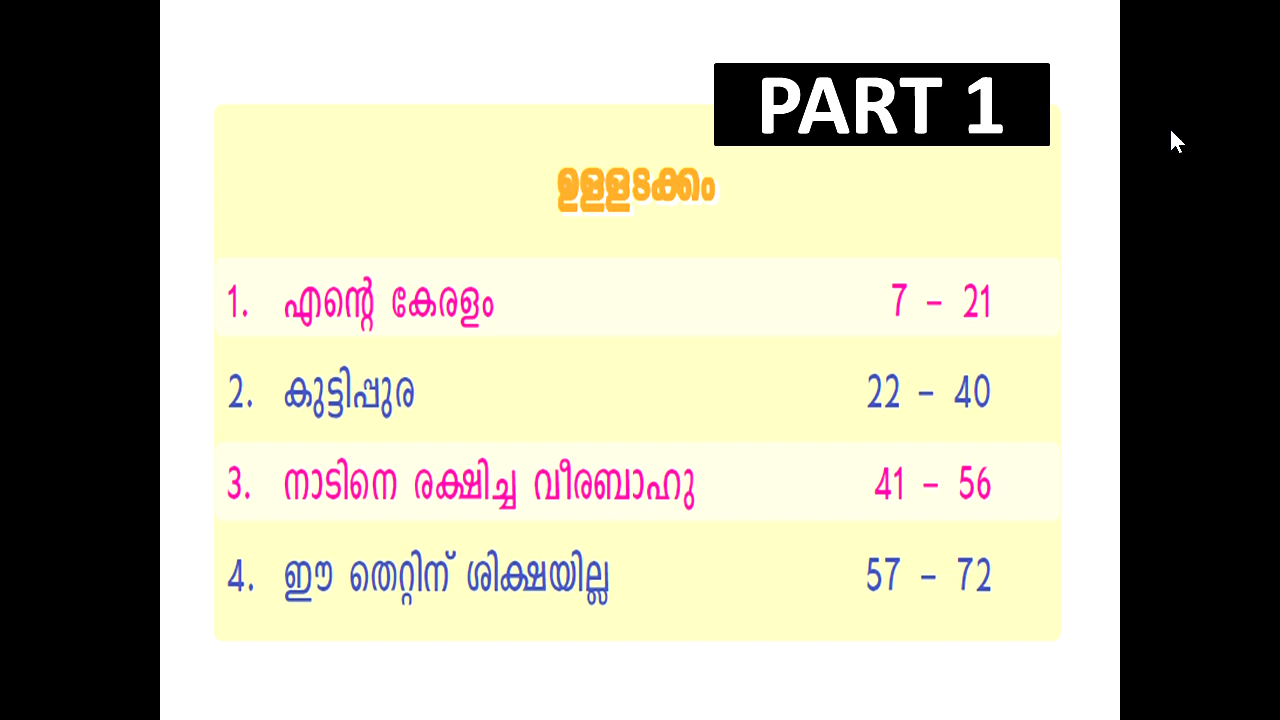 PART 1
ഉള്ളടക്കം
1. എന്റെ കേരളം 7 – 21
2. കുട്ടിപ്പുര 22 – 40
3. നാടിനെ രക്ഷിച്ച വീരബാഹു 41 – 56
4. ഈ തെറ്റിന് ശിക്ഷയില്ല 57 – 72